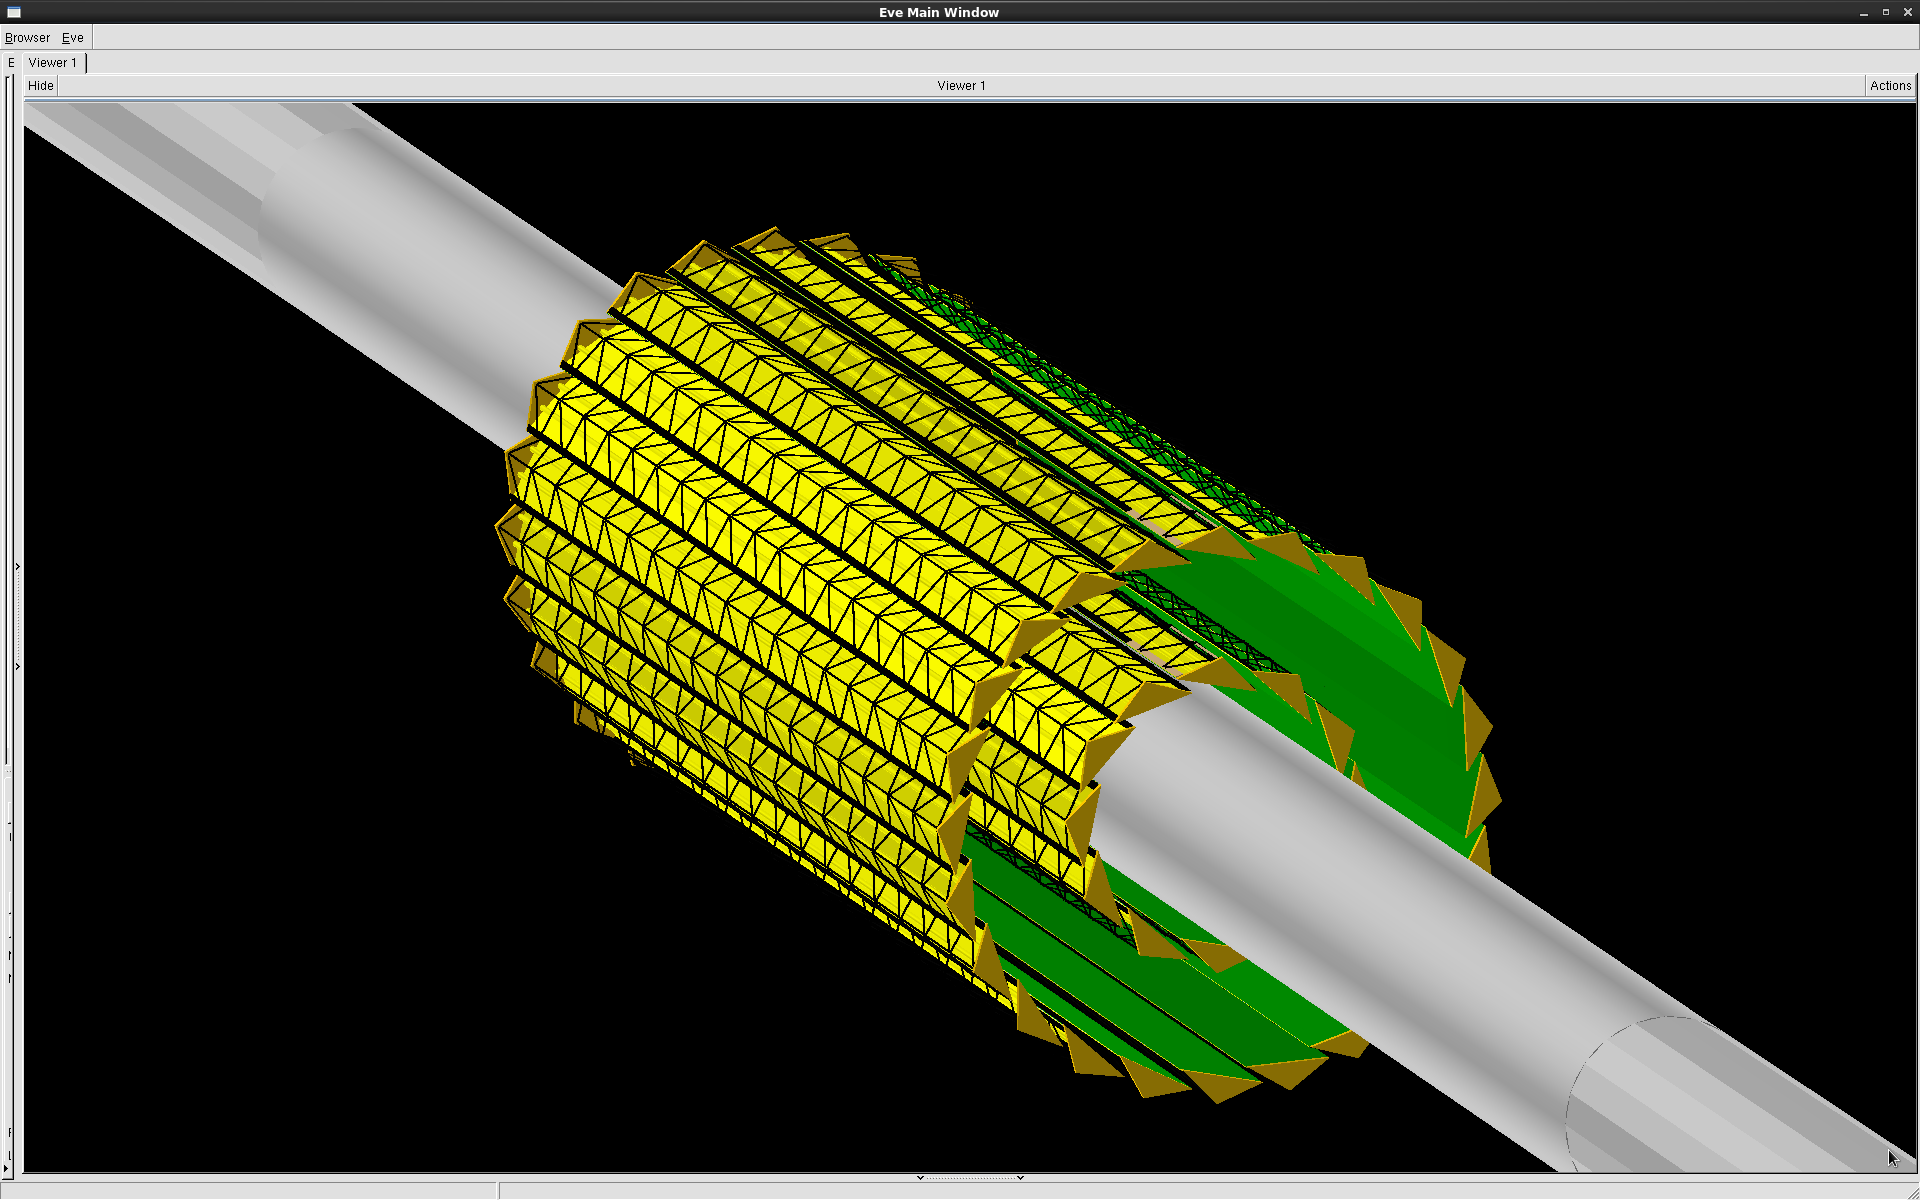 Eve Main Window
Browser Eve
E Viewer 1
Hide Viewer 1 Actions